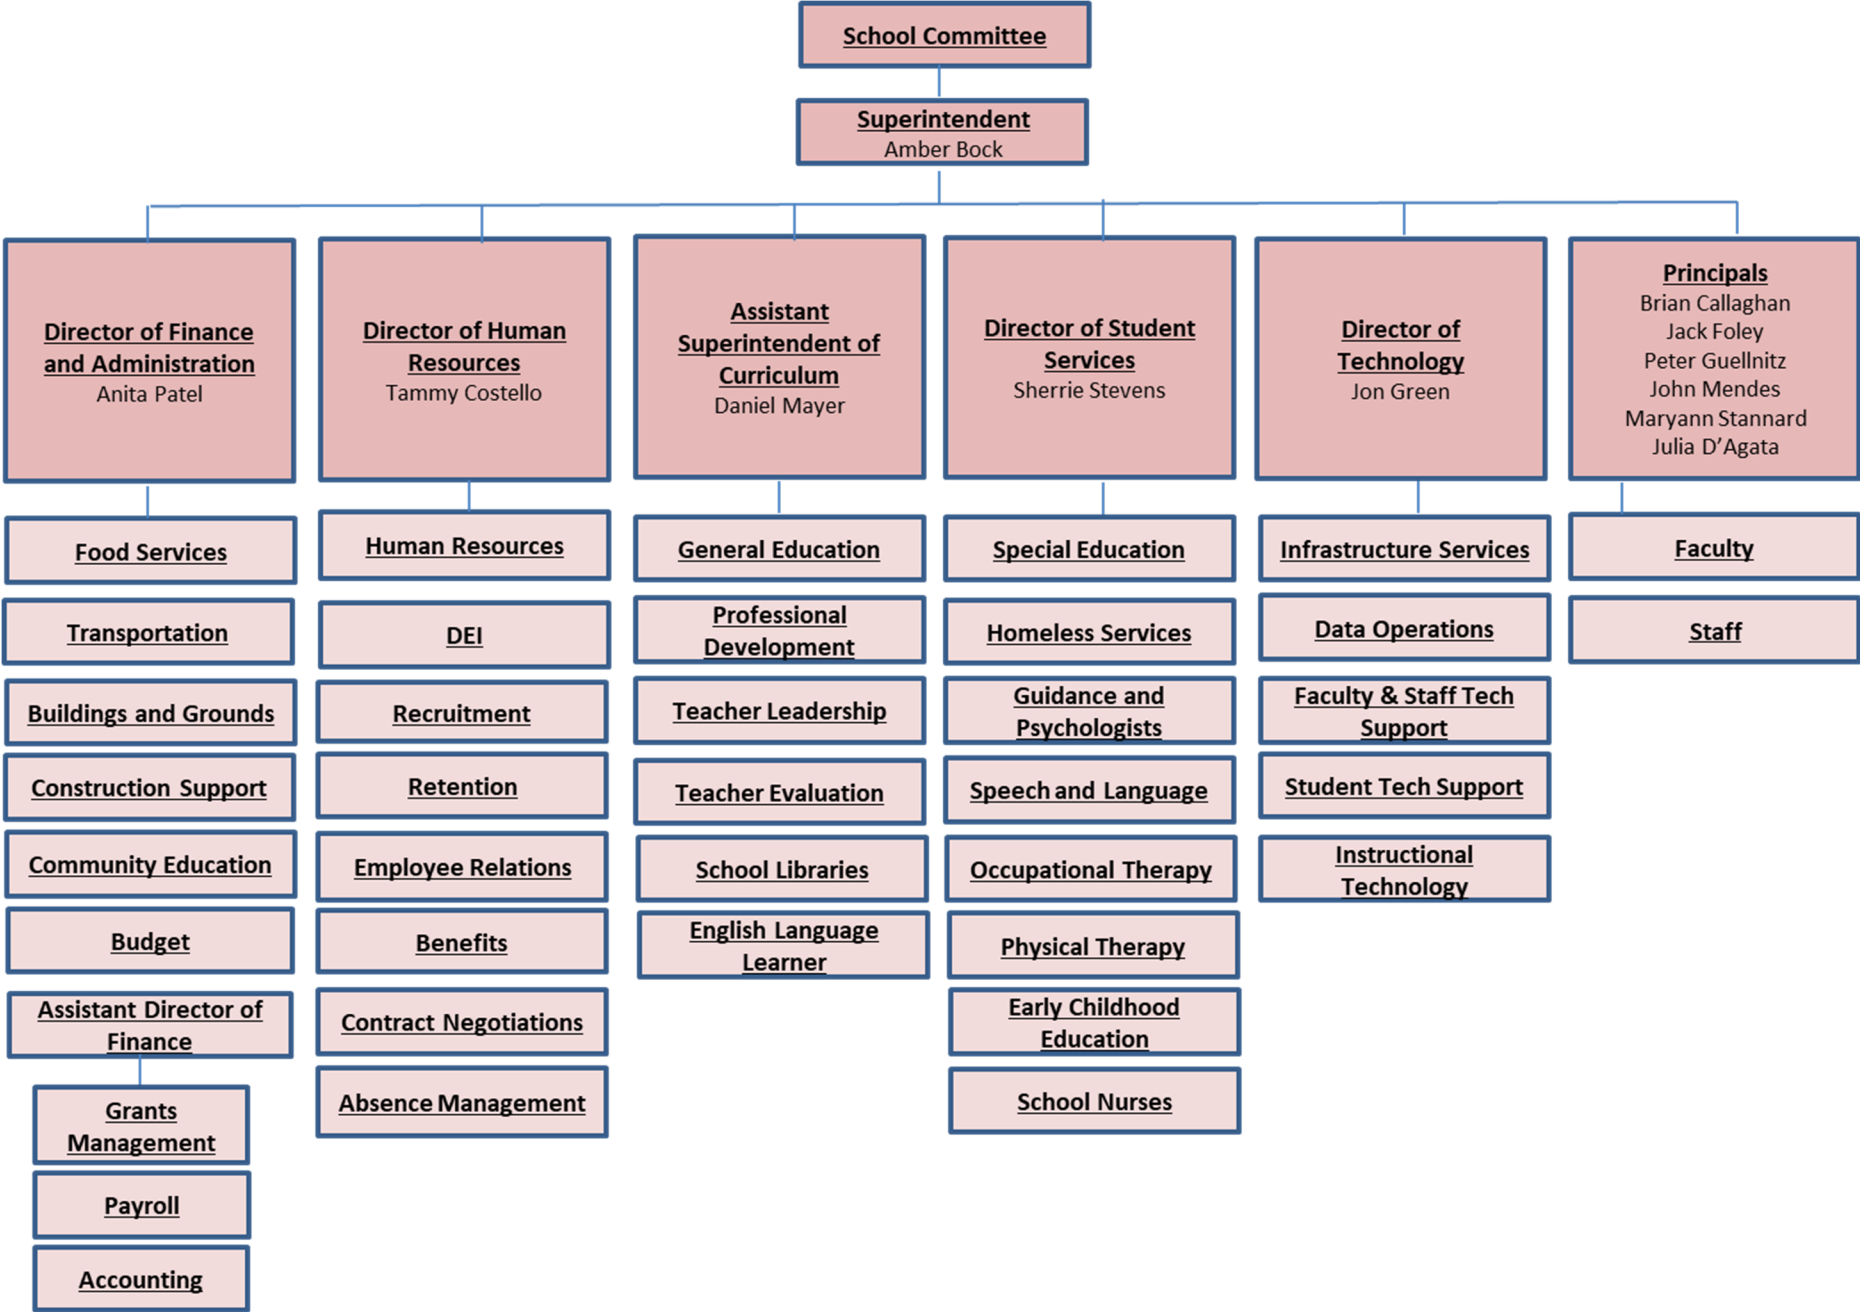 School Committee
Superintendent
Amber Bock
Director of Finance
and Administration
Anita Patel
Director of Human
Resources
Tammy Costello
Assistant
Superintendent of
Curriculum
Daniel Mayer
Director of Student
Services
Sherrie Stevens
Director of
Technology
Jon Green
Principals
Brian Callaghan
Jack Foley
Peter Guellnitz
John Mendes
Maryann Stannard
Julia D’Agata
Food Services
Transportation
Buildings and Grounds
Construction Support
Community Education
Budget
Assistant Director of
Finance
Grants
Management
Payroll
Accounting
Human Resources
DEI
Recruitment
Retention
Employee Relations
Benefits
Contract Negotiations
Absence Management
General Education
Professional
Development
Teacher Leadership
Teacher Evaluation
School Libraries
English Language
Learner
Special Education
Homeless Services
Guidance and
Psychologists
Speech and Language
Occupational Therapy
Physical Therapy
Early Childhood
Education
School Nurses
Infrastructure Services
Data Operations
Faculty & Staff Tech
Support
Student Tech Support
Instructional
Technology
Faculty
Staff